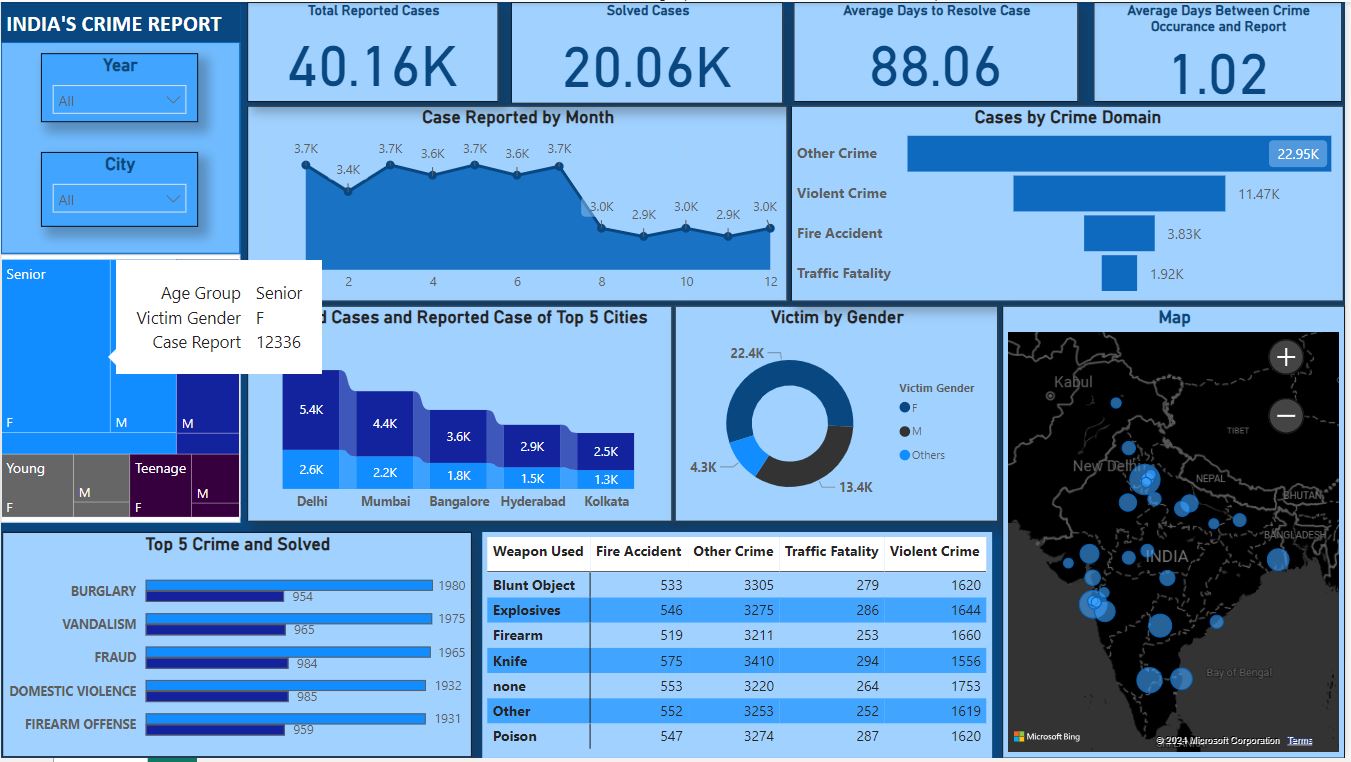 INDIA'S CRIME REPORT
Year
All
City
All
Total Reported Cases
40.16K
Solved Cases
20.06K
Average Days to Resolve Case
88.06
Average Days Between Crime
Occurance and Report
1.02
Case Reported by Month
3.7K
3.4K
3.7K
3.6K
3.7K
3.6K
3.7K
3.0K
2.9K
3.0K
2.9K
3.0K
2
4
6
8
10
12
Cases by Crime Domain
Other Crime 22.95K
Violent Crime 11.47K
Fire Accident 3.83K
Traffic Fatality 1.92K
Senior
F
M
M
Young
F
M
Teenage
F
M
Age Group Senior
Victim Gender F
Case Report 12336
Cases and Reported Case of Top 5 Cities
5.4K 4.4K 3.6K 2.9K 2.5K
2.6K 2.2K 1.8K 1.5K 1.3K
Delhi Mumbai Bangalore Hyderabad Kolkata
Victim by Gender
22.4K
4.3K
13.4K
Victim Gender
F
M
Others
Map
Kabul
TIBET
New Delhi
NEPAL
BHUTAN
BANGLADESH
INDIA
Bay of Bengal
Microsoft Bing
© 2024 Microsoft Corporation Terms
Top 5 Crime and Solved
BURGLARY 1980
954
VANDALISM 1975
965
FRAUD 1965
984
DOMESTIC VIOLENCE 1932
985
FIREARM OFFENSE 1931
959
Weapon Used Fire Accident Other Crime Traffic Fatality Violent Crime
Blunt Object 533 3305 279 1620
Explosives 546 3275 286 1644
Firearm 519 3211 253 1660
Knife 575 3410 294 1556
none 553 3220 264 1753
Other 552 3253 252 1619
Poison 547 3274 287 1620